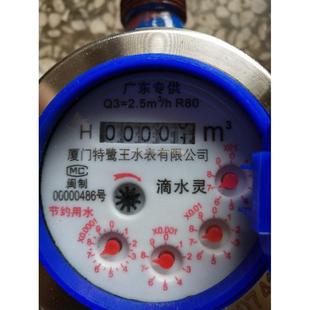 广东专供
Q3=2.5m³/h R80
H 0000 m³
厦门特鹭王水表有限公司
MC
闽制
00000486号
滴水灵
节约用水
X0.1
X0.01
X0.001
X0.0001